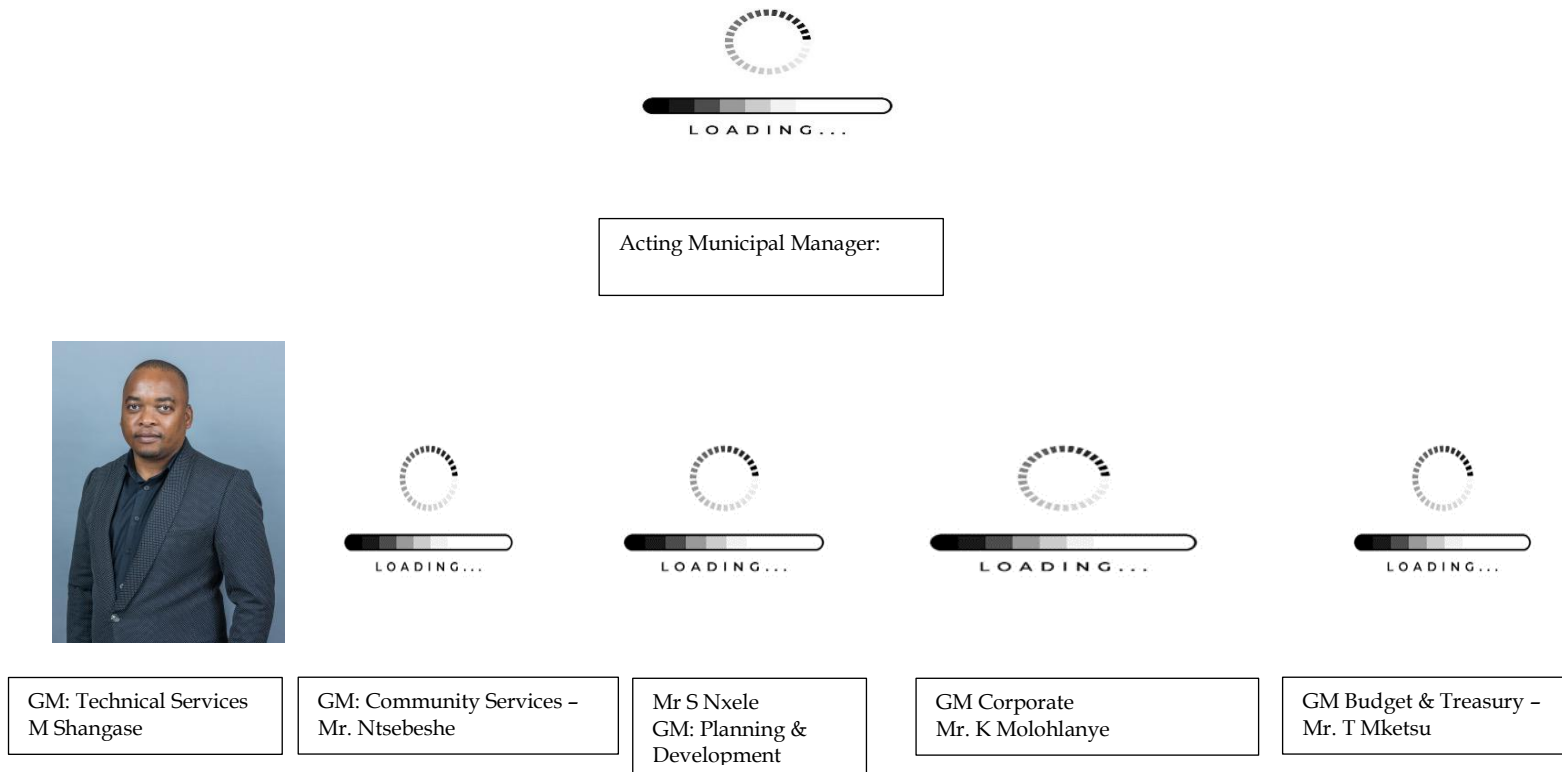 LOADING...
Acting Municipal Manager:
LOADING...
LOADING...
LOADING...
LOADING...
GM: Technical Services
M Shangase
GM: Community Services –
Mr. Ntsebeshe
Mr S Nxele
GM: Planning &
Development
GM Corporate
Mr. K Molohlanye
GM Budget & Treasury –
Mr. T Mketsu